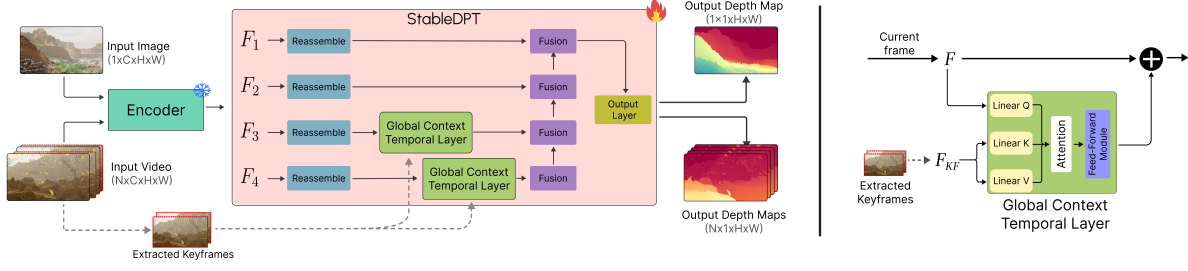 StableDPT
Input Image
(1xCxHxW)
Encoder
Input Video
(NxCxHxW)
Extracted Keyframes
F1
Reassemble
Fusion
F2
Reassemble
Fusion
F3
Reassemble
Global Context
Temporal Layer
Fusion
F4
Reassemble
Global Context
Temporal Layer
Fusion
Output
Layer
Output Depth Map
(1×1xHxW)
Output Depth Maps
(Nx1xHxW)
Current
frame
F
+
Linear Q
Linear K
Linear V
Attention
Feed-Forward
Module
FKF
Extracted
Keyframes
Global Context
Temporal Layer